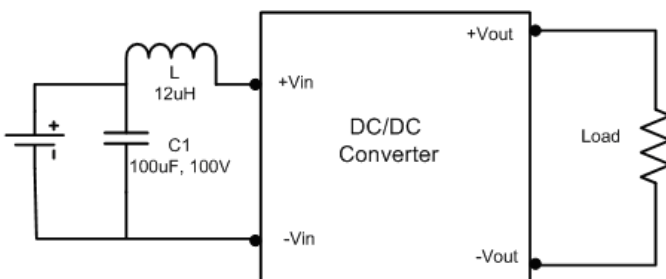 +Vout
L
12uH
+Vin
+
-
C1
100uF, 100V
DC/DC
Converter
Load
-Vin
-Vout